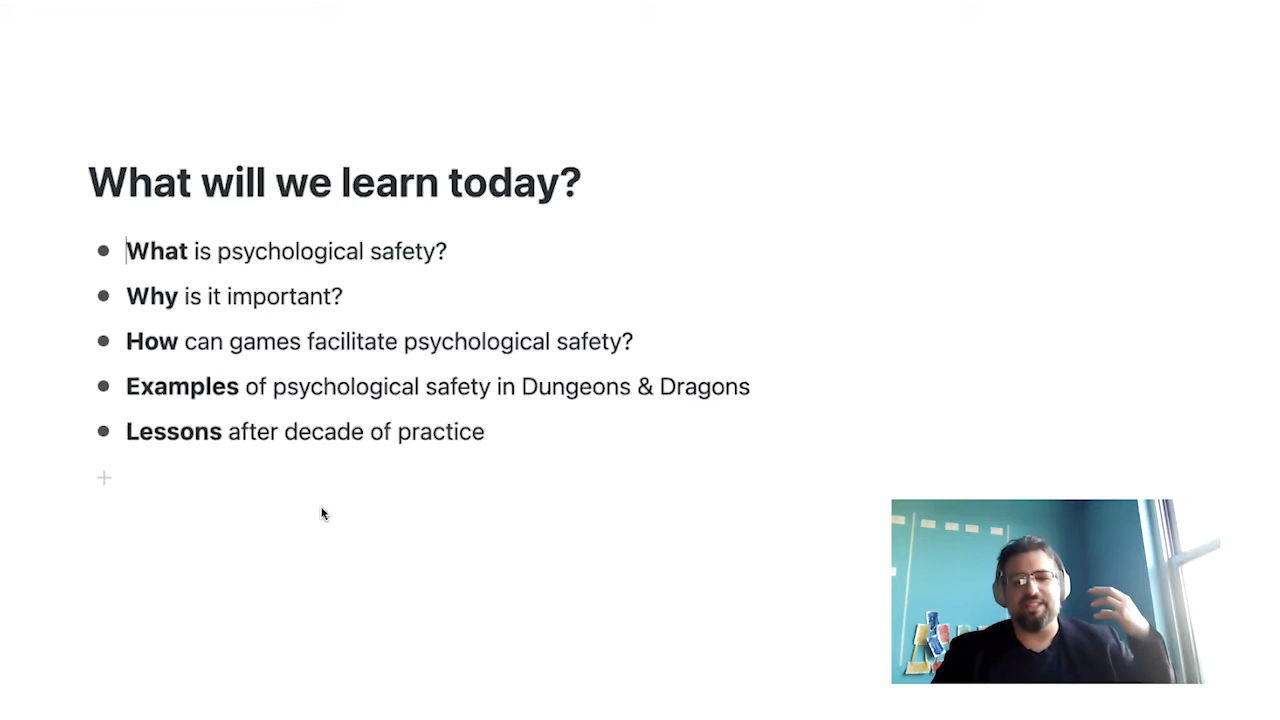 What will we learn today?
What is psychological safety?
Why is it important?
How can games facilitate psychological safety?
Examples of psychological safety in Dungeons & Dragons
Lessons after decade of practice